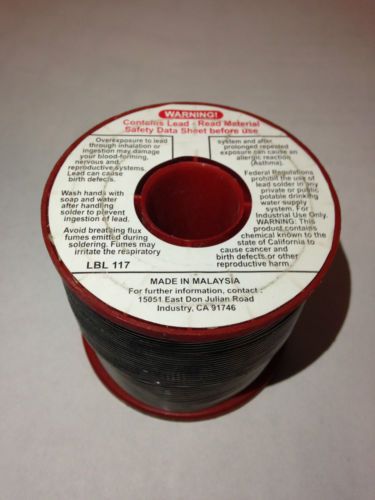 WARNING!
Contains Lead - Read Material
Safety Data Sheet before use
Overexposure to lead
through inhalation or
ingestion may damage
your blood-forming,
nervous and
reproductive systems.
Lead can cause
birth defects.
Wash hands with
soap and water
after handling
solder to prevent
ingestion of lead.
Avoid breathing flux
fumes emitted during
soldering. Fumes may
irritate the respiratory
system and after
prolonged repeated
exposure can cause an
allergic reaction
(Asthma).
Federal Regulations
prohibit the use of
lead solder in any
private or public
potable drinking
water supply
system. For
Industrial Use Only.
WARNING: This
product contains
chemical known to the
state of California to
cause cancer and
birth defects or other
reproductive harm.
LBL 117
MADE IN MALAYSIA
For further information, contact :
15051 East Don Julian Road
Industry, CA 91746